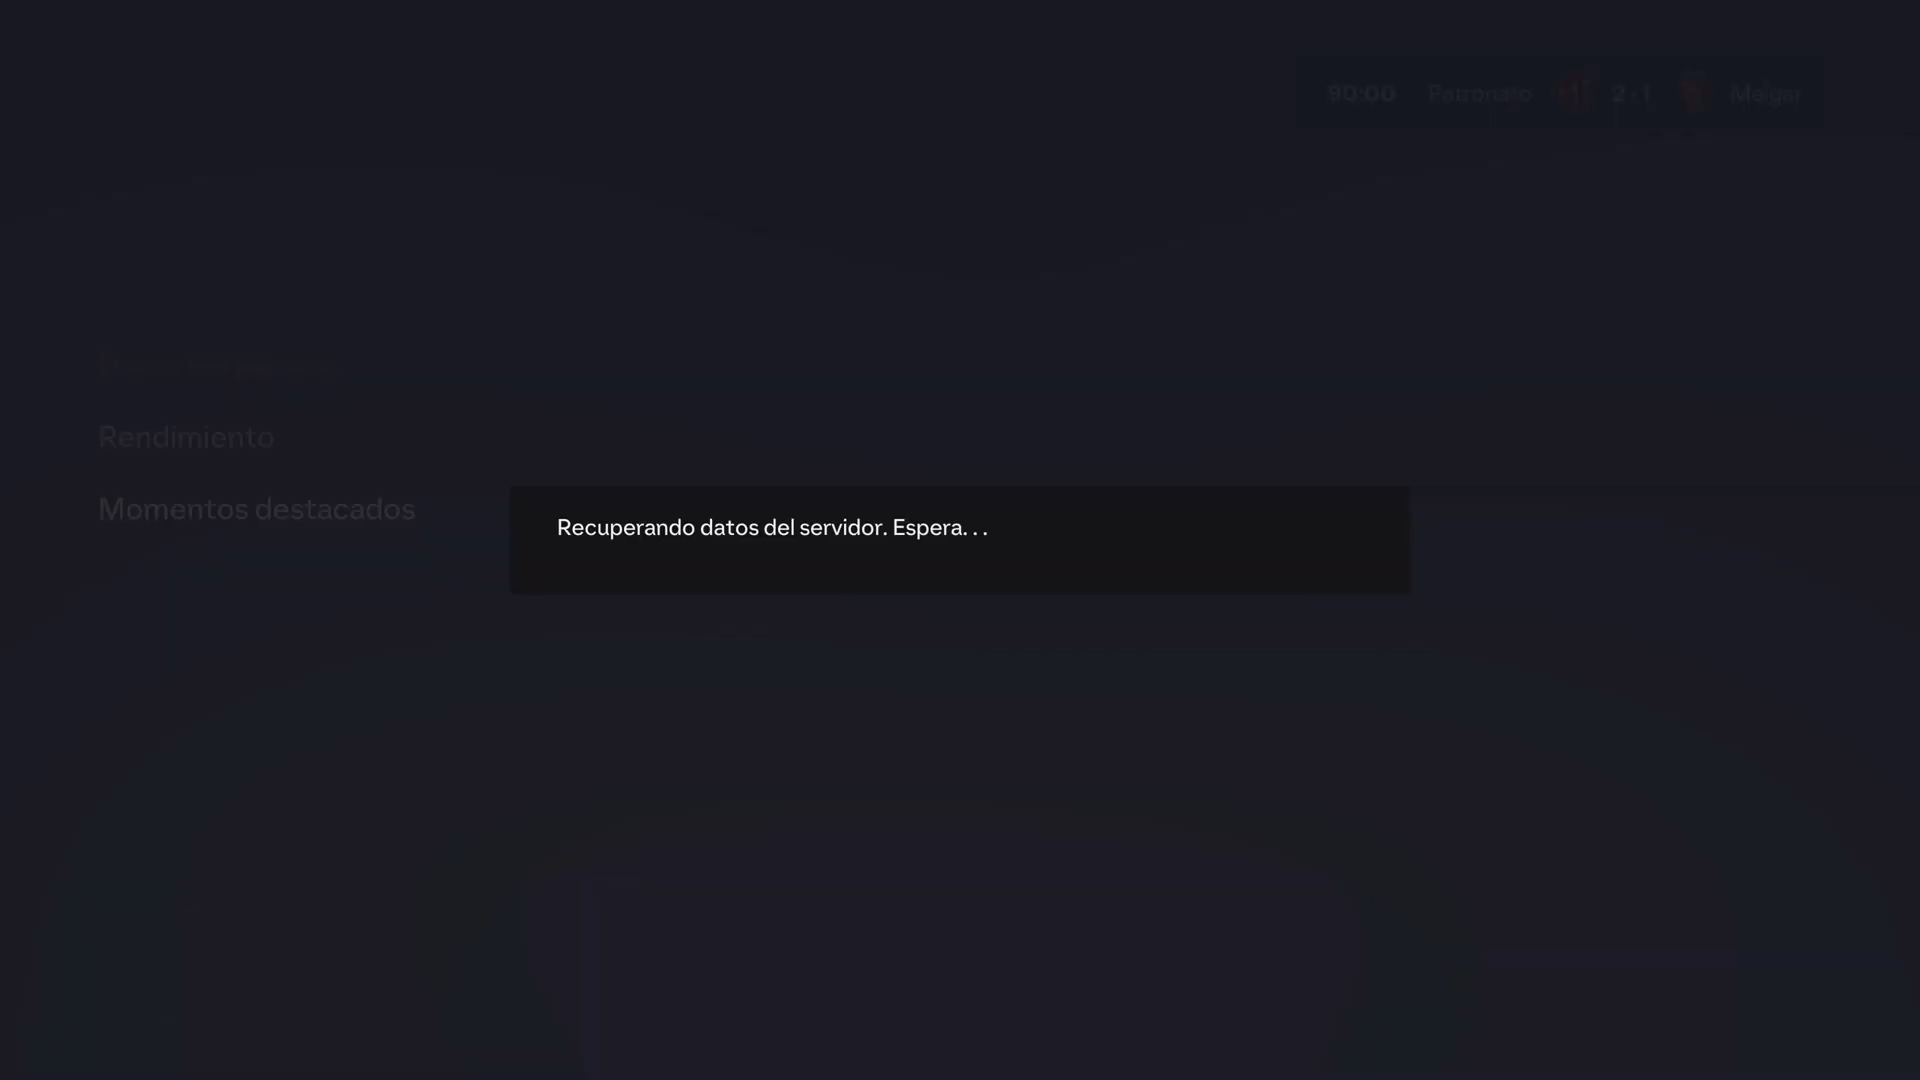 90:00 Patronato 2 - 1 Melgar
Rendimiento
Momentos destacados
Recuperando datos del servidor. Espera. . .